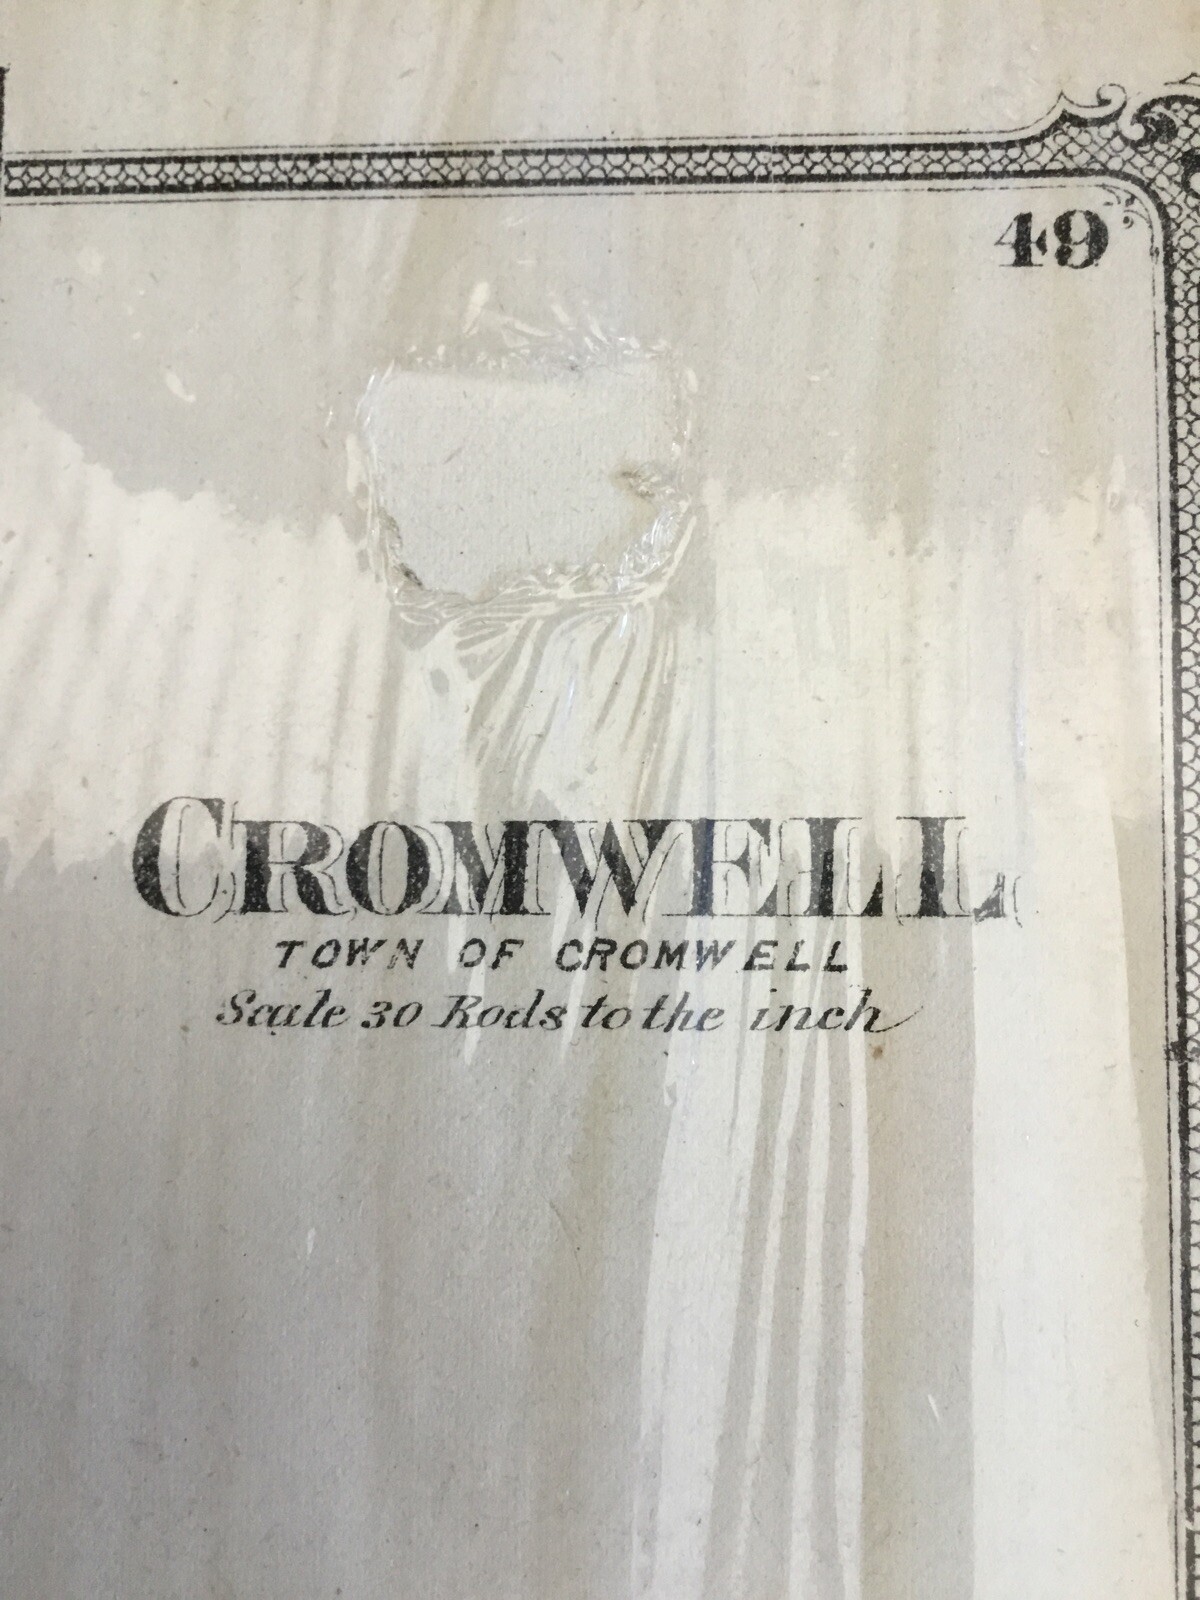 49
CROMWELL
TOWN OF CROMWELL
Scale 30 Rods to the inch